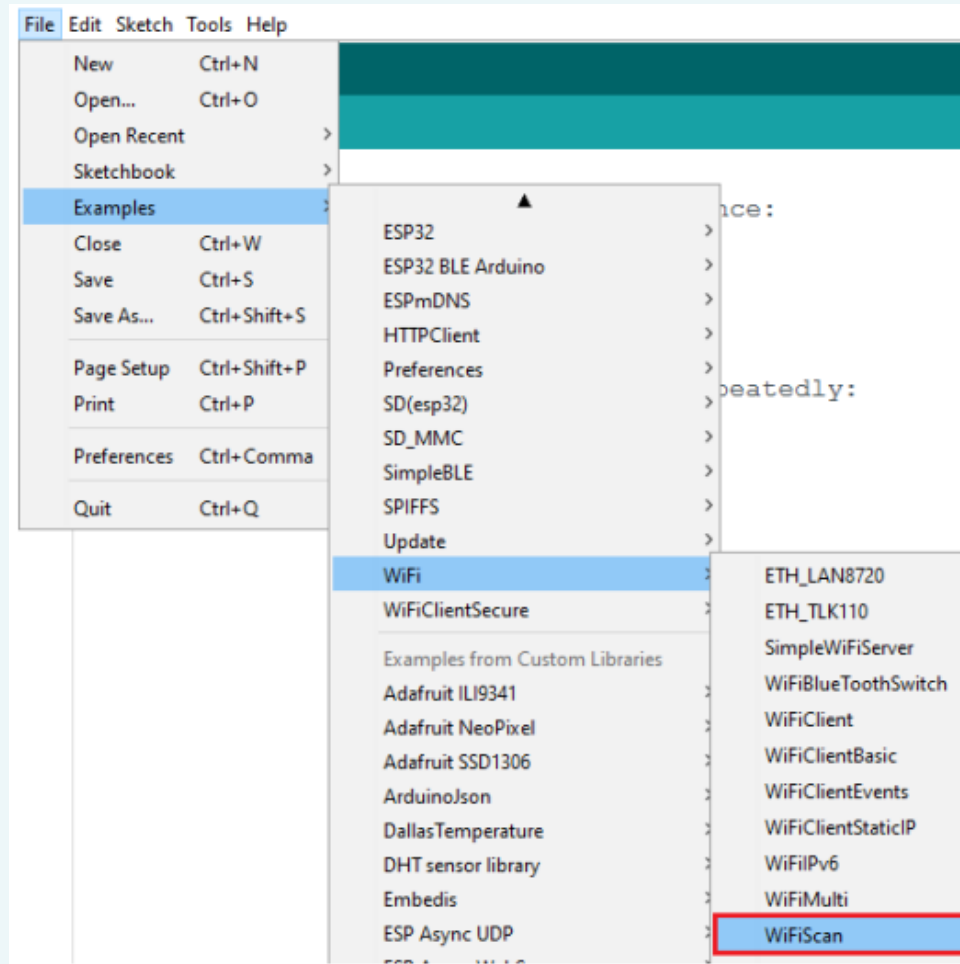 File Edit Sketch Tools Help
New Ctrl+N
Open... Ctrl+O
Open Recent
Sketchbook
Examples
Close Ctrl+W
Save Ctrl+S
Save As... Ctrl+Shift+S
Page Setup Ctrl+Shift+P
Print Ctrl+P
Preferences Ctrl+Comma
Quit Ctrl+Q
nce:
peatedly:
ESP32
ESP32 BLE Arduino
ESPmDNS
HTTPClient
Preferences
SD(esp32)
SD_MMC
SimpleBLE
SPIFFS
Update
WiFi
WiFiClientSecure
Examples from Custom Libraries
Adafruit ILI9341
Adafruit NeoPixel
Adafruit SSD1306
ArduinoJson
DallasTemperature
DHT sensor library
Embedis
ESP Async UDP
ETH_LAN8720
ETH_TLK110
SimpleWiFiServer
WiFiBlueToothSwitch
WiFiClient
WiFiClientBasic
WiFiClientEvents
WiFiClientStaticIP
WiFiIPv6
WiFiMulti
WiFiScan